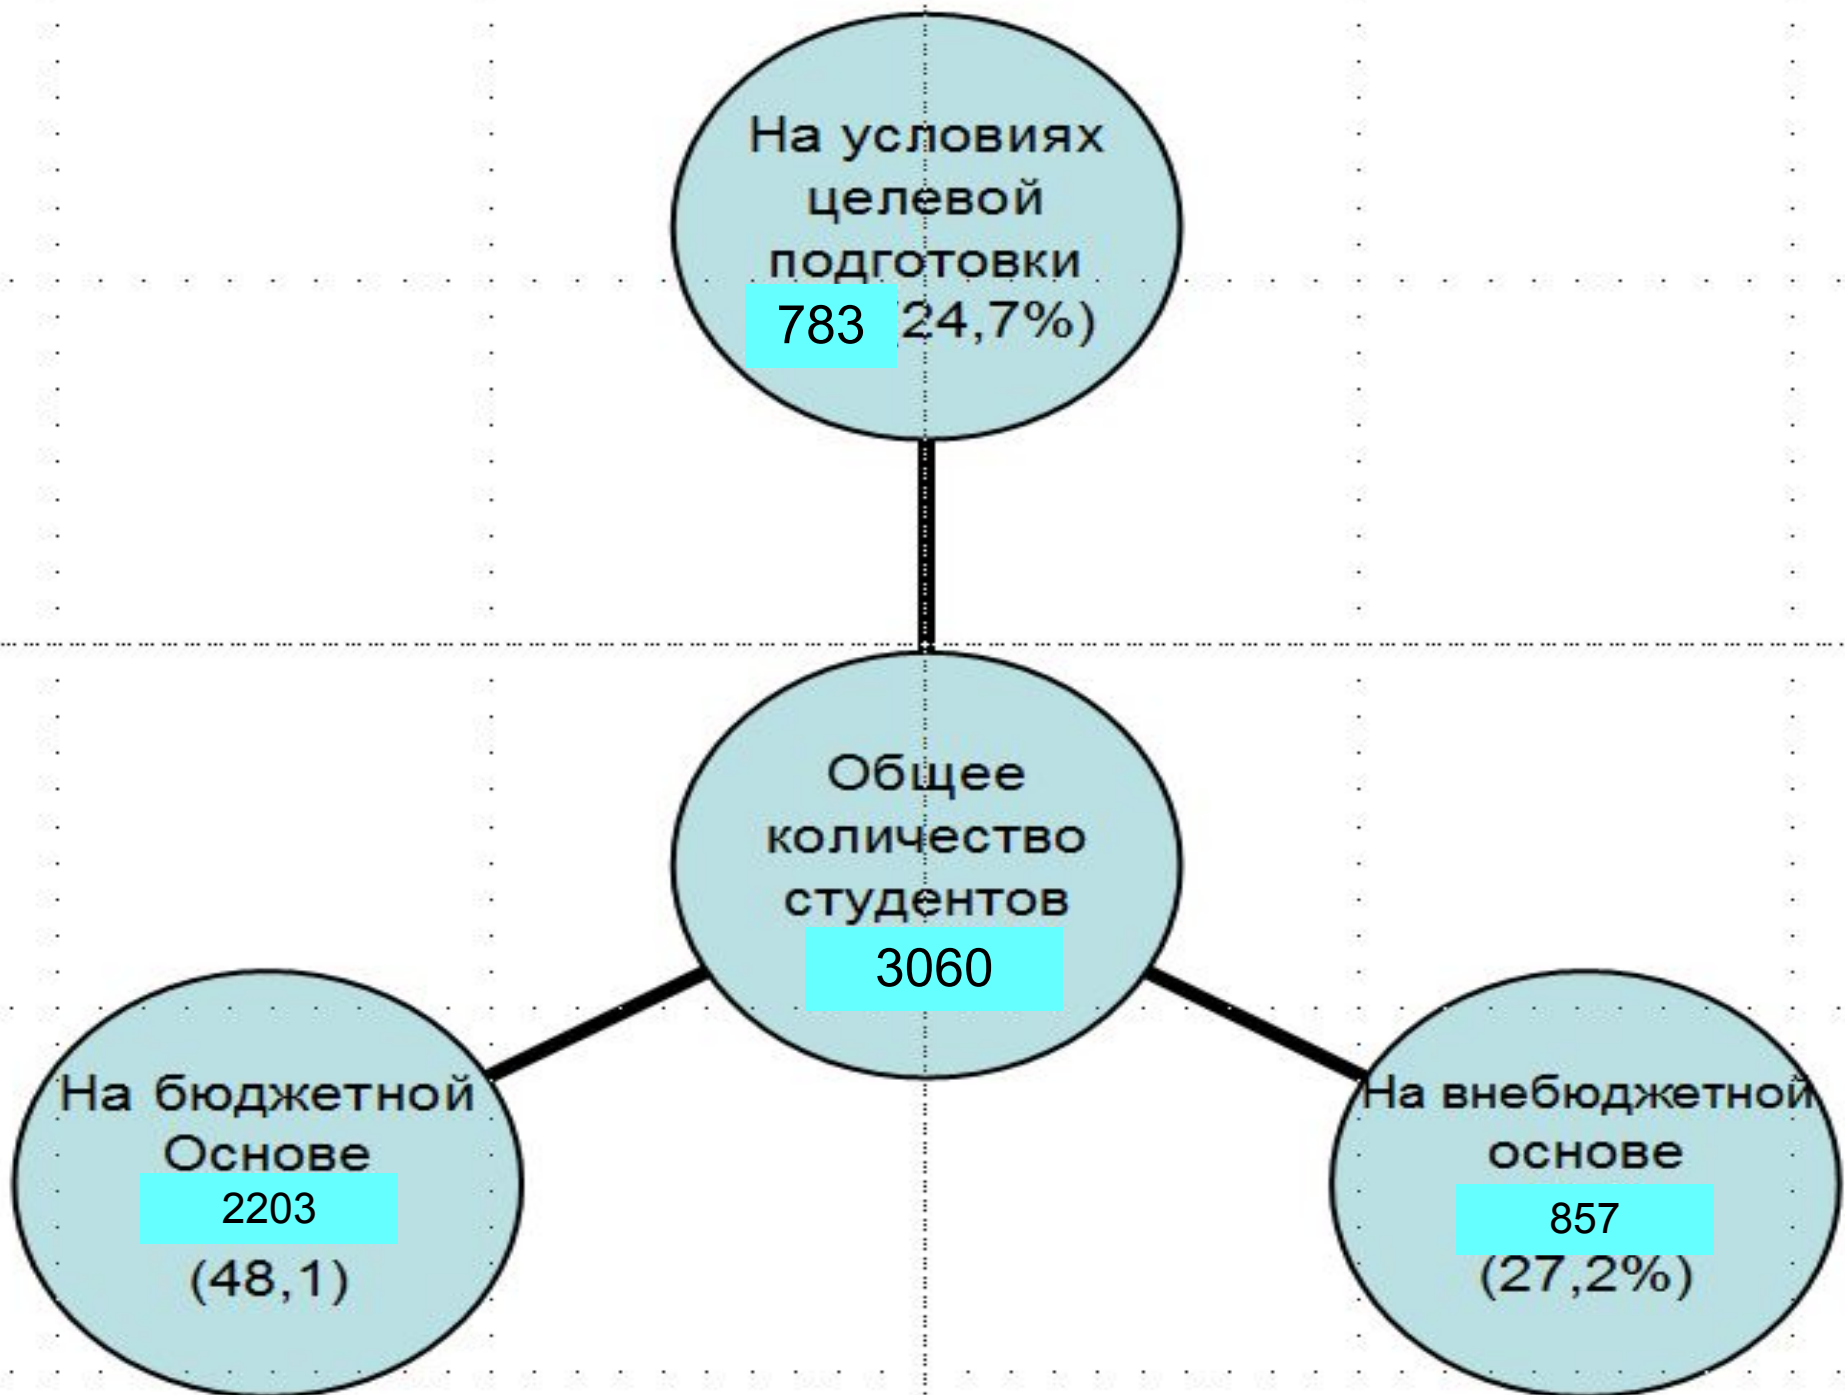 На условиях
целевой
подготовки
783 (24,7%)
Общее
количество
студентов
3060
На бюджетной
Основе
2203
(48,1)
На внебюджетной
основе
857
(27,2%)